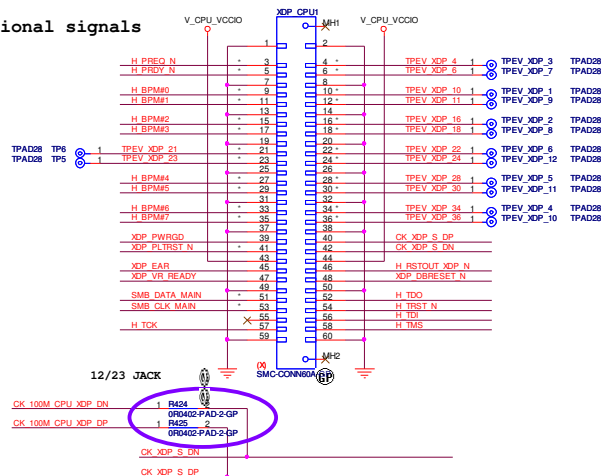 ional signals
XDP_CPU1
V_CPU_VCCIO V_CPU_VCCIO
MH1
1 2
H_PREQ_N * 3 4 * TPEV_XDP_4 1 TPEV_XDP_3 TPAD28
H_PRDY_N 5 6 * TPEV_XDP_6 1 TPEV_XDP_7 TPAD28
7 8
H_BPM#0 * 9 10 * TPEV_XDP_10 1 TPEV_XDP_1 TPAD28
H_BPM#1 11 12 * TPEV_XDP_11 1 TPEV_XDP_9 TPAD28
13 14
H_BPM#2 * 15 16 * TPEV_XDP_16 1 TPEV_XDP_2 TPAD28
H_BPM#3 * 17 18 * TPEV_XDP_18 1 TPEV_XDP_8 TPAD28
19 20
TPAD28 TP6 1 TPEV_XDP_21 * 21 22 * TPEV_XDP_22 1 TPEV_XDP_6 TPAD28
TPAD28 TP5 1 TPEV_XDP_23 * 23 24 * TPEV_XDP_24 1 TPEV_XDP_12 TPAD28
25 26
H_BPM#4 * 27 28 * TPEV_XDP_28 1 TPEV_XDP_5 TPAD28
H_BPM#5 * 29 30 * TPEV_XDP_30 1 TPEV_XDP_11 TPAD28
31 32
H_BPM#6 * 33 34 * TPEV_XDP_34 1 TPEV_XDP_4 TPAD28
H_BPM#7 * 35 36 * TPEV_XDP_36 1 TPEV_XDP_10 TPAD28
37 38
XDP_PWRGD 39 40 CK_XDP_S_DP
XDP_PLTRST_N * 41 42 CK_XDP_S_DN
43 44
XDP_EAR 45 46 H_RSTOUT_XDP_N
XDP_VR_READY 47 48 XDP_DBRESET_N
49 50
SMB_DATA_MAIN * 51 52 H_TDO
SMB_CLK_MAIN * 53 54 H_TRST_N
55 56 H_TDI
H_TCK 57 58 H_TMS
59 60
MH2
(X)
SMC-CONN60A-GP
12/23 JACK
CK_100M_CPU_XDP_DN 1 R424 2
0R0402-PAD-2-GP
CK_100M_CPU_XDP_DP 1 R425 2
0R0402-PAD-2-GP
CK_XDP_S_DN
CK_XDP_S_DP